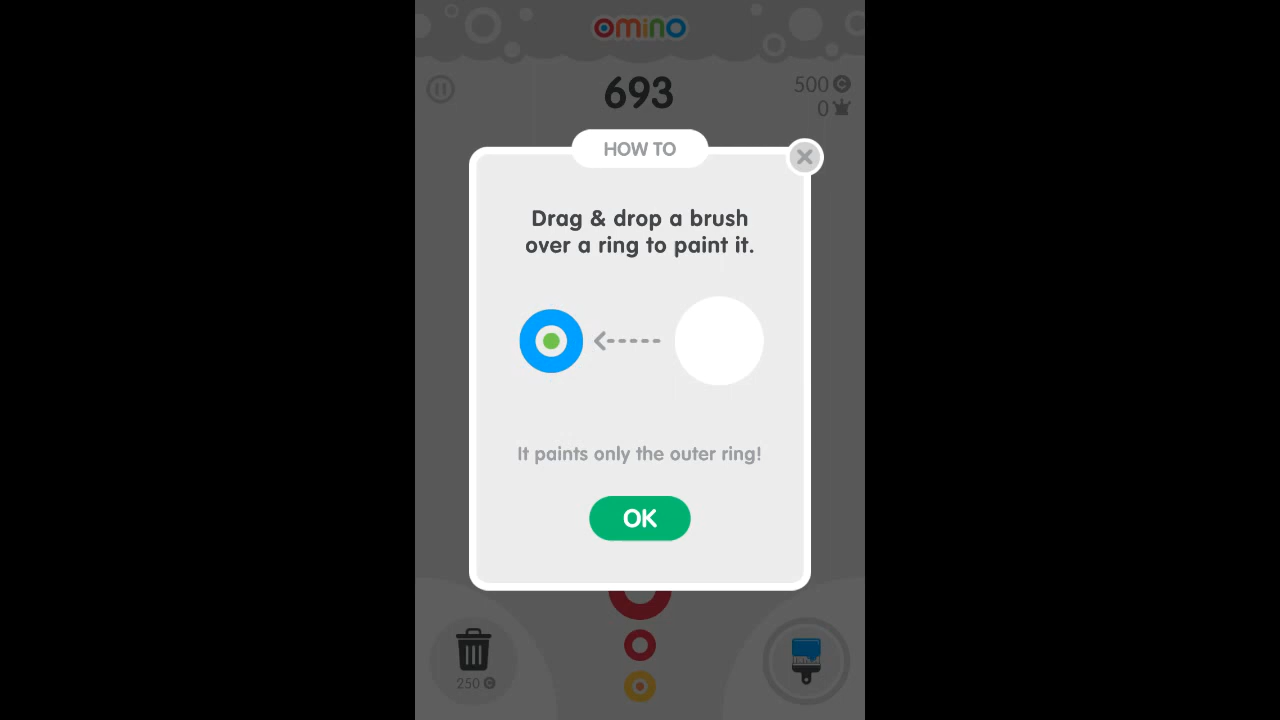 omino
693
500 C
0
HOW TO
Drag & drop a brush
over a ring to paint it.
It paints only the outer ring!
OK
250 C